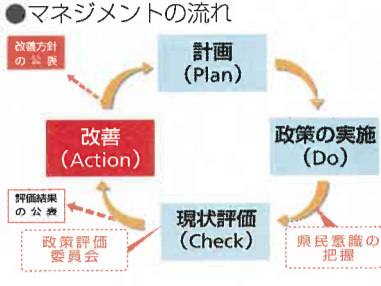 ●マネジメントの流れ
改善方針
の公表
計画
(Plan)
改善
(Action)
政策の実施
(Do)
評価結果
の公表
現状評価
(Check)
政策評価
委員会
県民意識の
把握